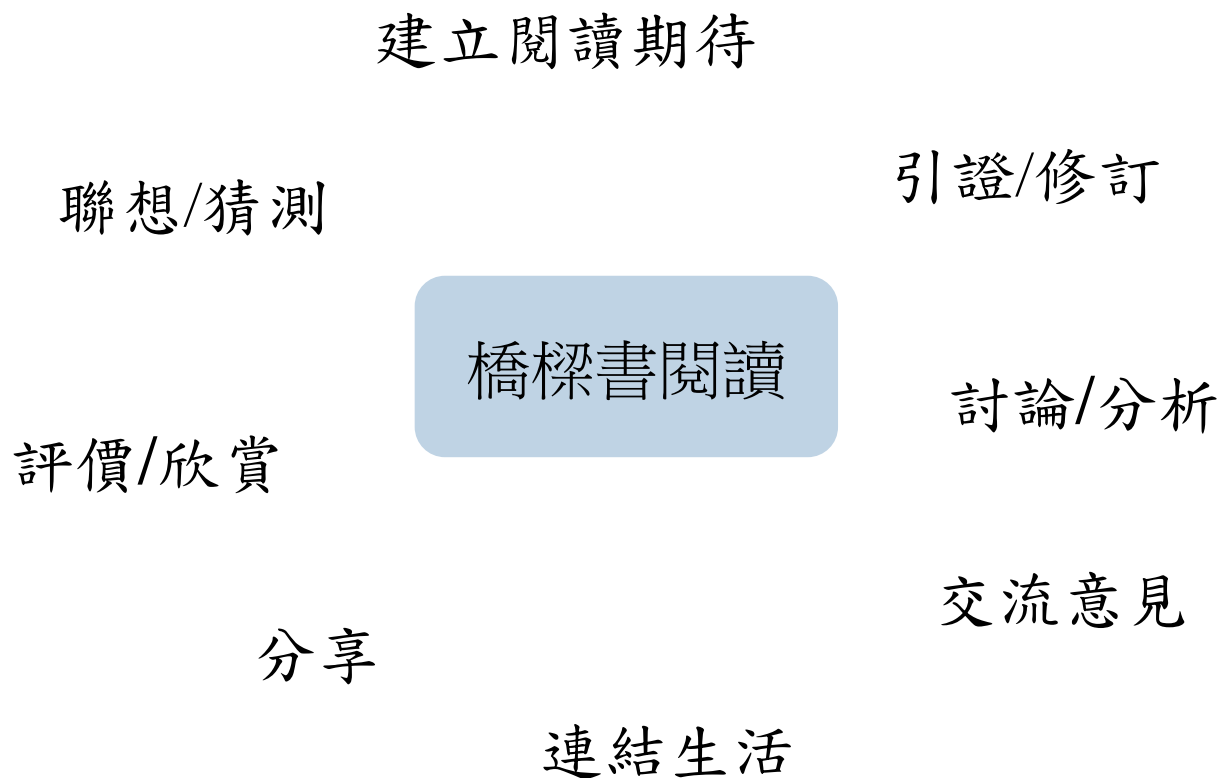 建立閱讀期待
引證/修訂
聯想/猜測
橋樑書閱讀
討論/分析
評價/欣賞
交流意見
分享
連結生活